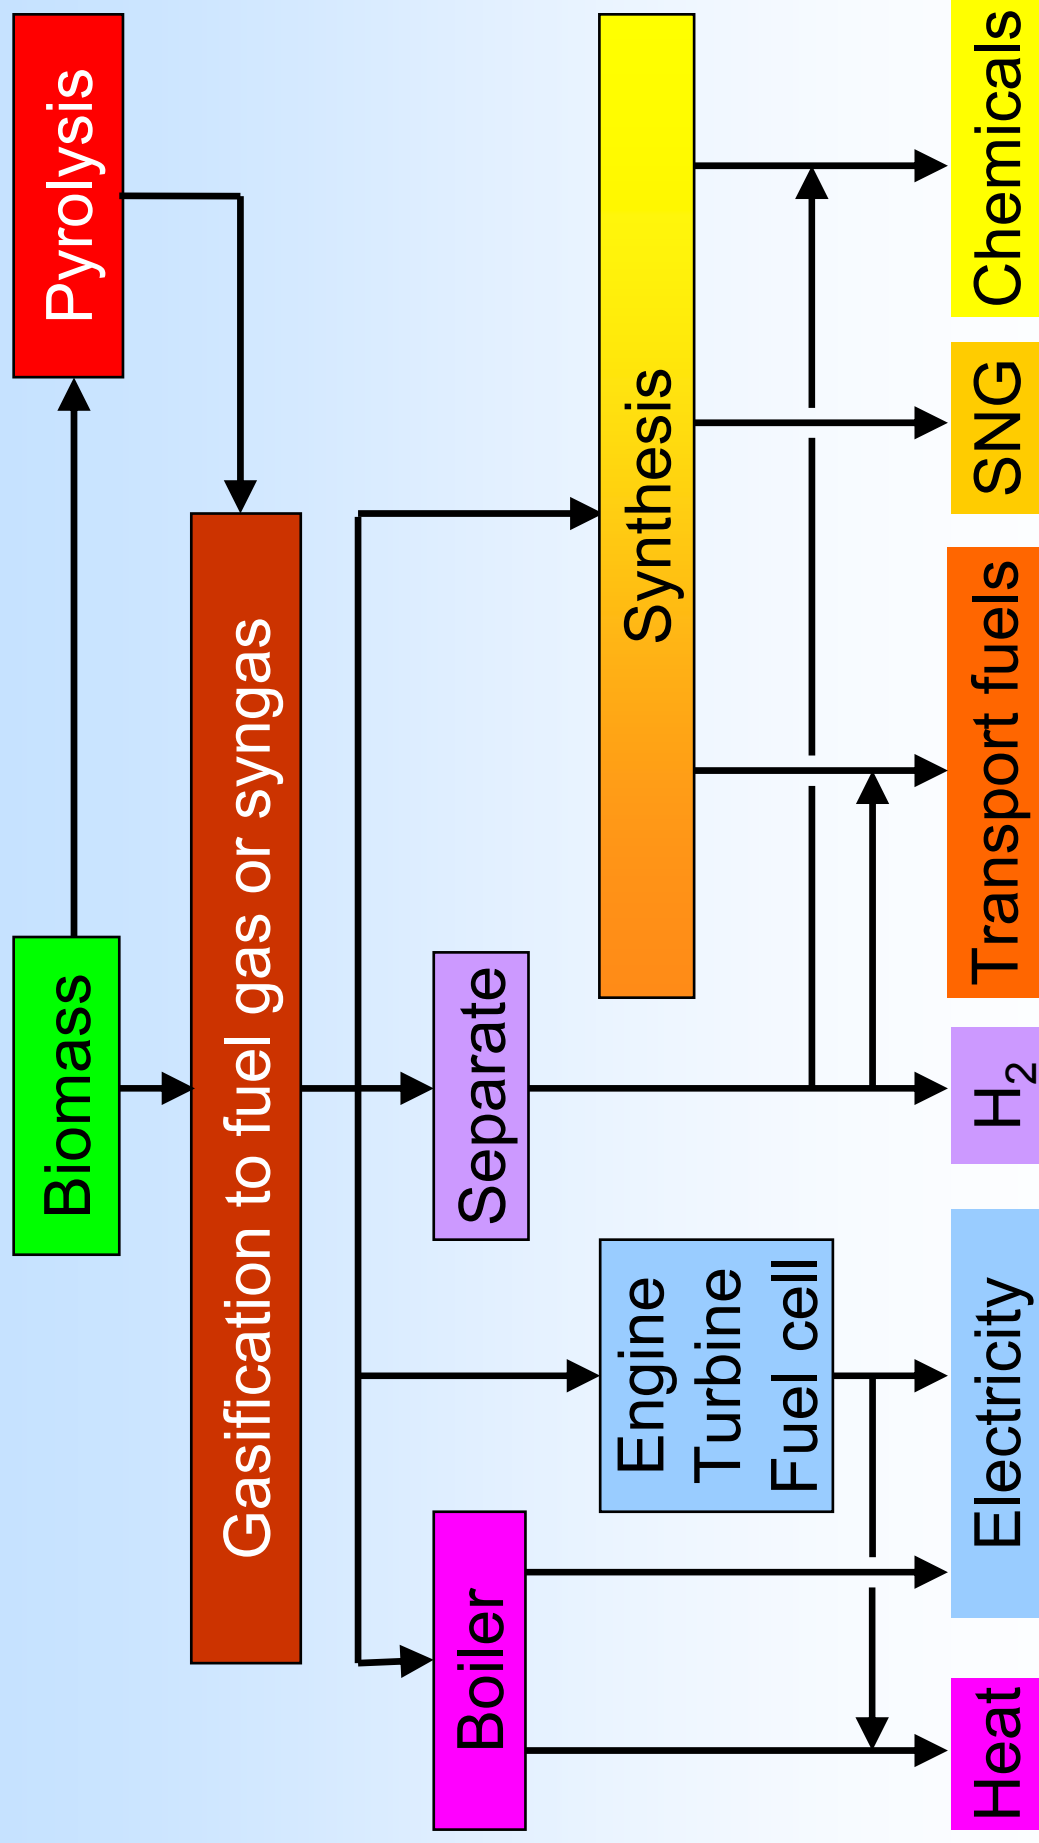 Biomass
Pyrolysis
Gasification to fuel gas or syngas
Boiler
Separate
Engine
Turbine
Fuel cell
Synthesis
Heat
Electricity
H₂
Transport fuels
SNG
Chemicals